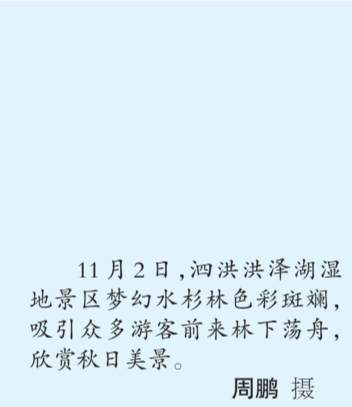 11月2日,泗洪洪泽湖湿
地景区梦幻水杉林色彩斑斓,
吸引众多游客前来林下荡舟,
欣赏秋日美景。
周鹏 摄